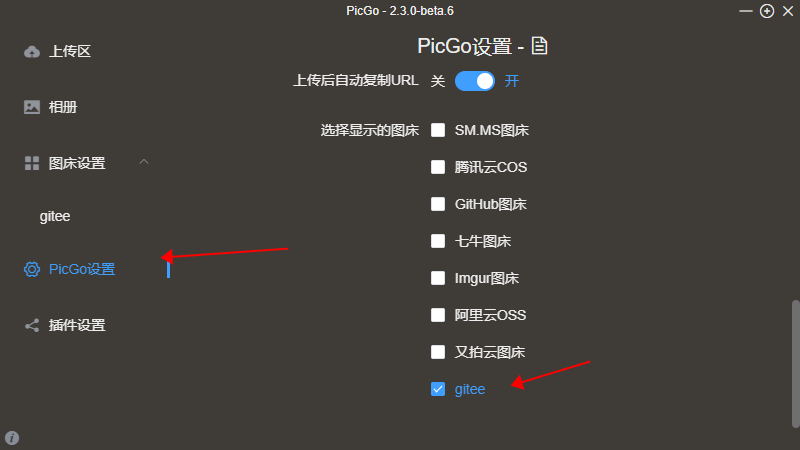 PicGo - 2.3.0-beta.6
上传区
相册
图床设置
gitee
PicGo设置
插件设置
PicGo设置 -
上传后自动复制URL 关 开
选择显示的图床 SM.MS图床
腾讯云COS
GitHub图床
七牛图床
Imgur图床
阿里云OSS
又拍云图床
gitee